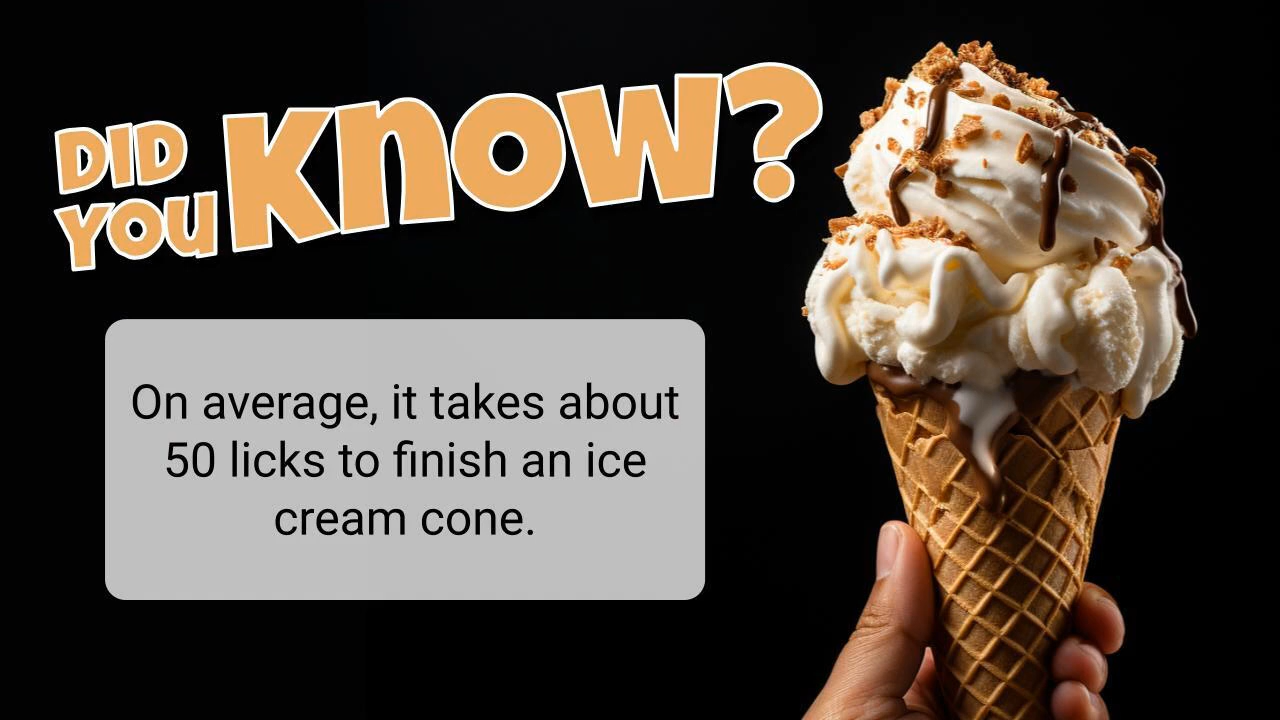 DID
YOU KNOW?
On average, it takes about
50 licks to finish an ice
cream cone.